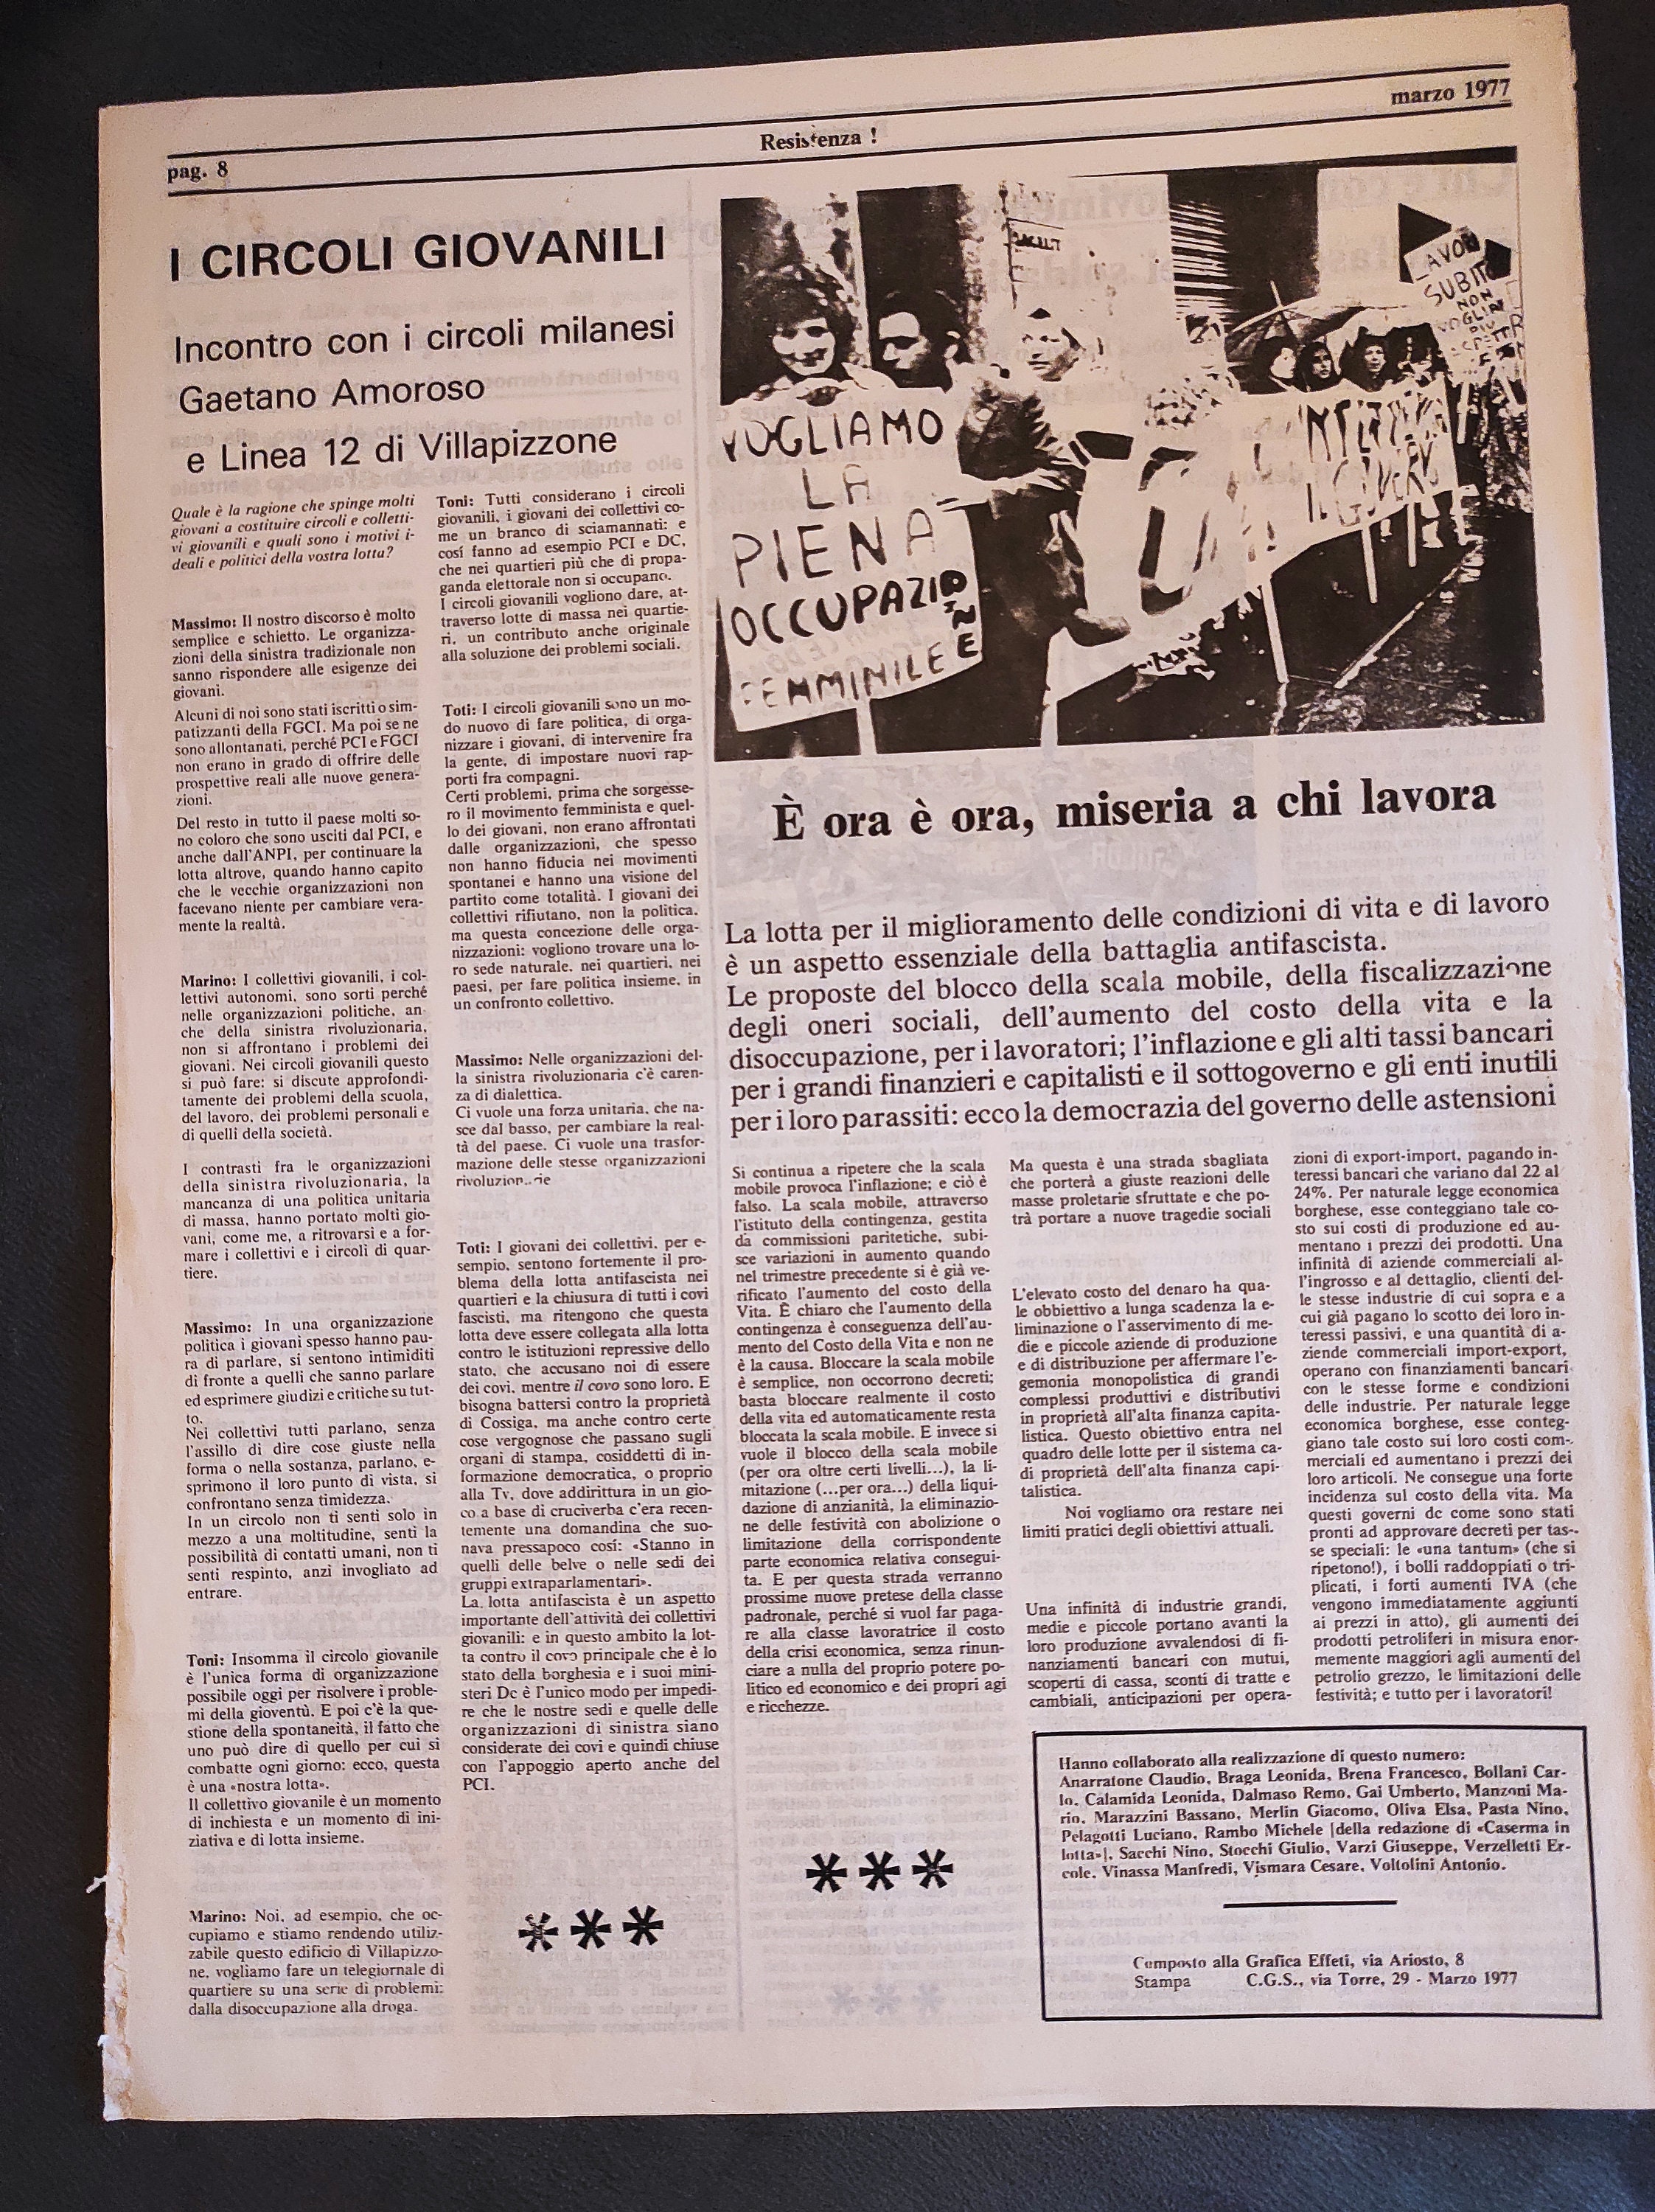 marzo 1977
Resistenza !
pag. 8
I CIRCOLI GIOVANILI
Incontro con i circoli milanesi
Gaetano Amoroso
e Linea 12 di Villapizzone
Quale è la ragione che spinge molti
giovani a costituire circoli e colletti-
vi giovanili e quali sono i motivi i-
deali e politici della vostra lotta?
Massimo: Il nostro discorso è molto
semplice e schietto. Le organizza-
zioni della sinistra tradizionale non
sanno rispondere alle esigenze dei
giovani.
Alcuni di noi sono stati iscritti o sim-
patizzanti della FGCI. Ma poi se ne
sono allontanati, perché PCI e FGCI
non erano in grado di offrire delle
prospettive reali alle nuove genera-
zioni.
Del resto in tutto il paese molti so-
no coloro che sono usciti dal PCI, e
anche dall'ANPI, per continuare la
lotta altrove, quando hanno capito
che le vecchie organizzazioni non
facevano niente per cambiare vera-
mente la realtà.
Marino: I collettivi giovanili, i col-
lettivi autonomi, sono sorti perché
nelle organizzazioni politiche, an-
che della sinistra rivoluzionaria,
non si affrontano i problemi dei
giovani. Nei circoli giovanili questo
si può fare: si discute approfondi-
tamente dei problemi della scuola,
del lavoro, dei problemi personali e
di quelli della società.
I contrasti fra le organizzazioni
della sinistra rivoluzionaria, la
mancanza di una politica unitaria
di massa, hanno portato molti gio-
vani, come me, a ritrovarsi e a for-
mare i collettivi e i circoli di quar-
tiere.
Massimo: In una organizzazione
politica i giovani spesso hanno pau-
ra di parlare, si sentono intimiditi
di fronte a quelli che sanno parlare
ed esprimere giudizi e critiche su tut-
to.
Nei collettivi tutti parlano, senza
l'assillo di dire cose giuste nella
forma o nella sostanza, parlano, e-
sprimono il loro punto di vista, si
confrontano senza timidezza.
In un circolo non ti senti solo in
mezzo a una moltitudine, senti la
possibilità di contatti umani, non ti
senti respinto, anzi invogliato ad
entrare.
Toni: Insomma il circolo giovanile
è l'unica forma di organizzazione
possibile oggi per risolvere i proble-
mi della gioventù. E poi c'è la que-
stione della spontaneità, il fatto che
uno può dire di quello per cui si
combatte ogni giorno: ecco, questa
è una «nostra lotta».
Il collettivo giovanile è un momento
di inchiesta e un momento di ini-
ziativa e di lotta insieme.
Marino: Noi, ad esempio, che oc-
cupiamo e stiamo rendendo utiliz-
zabile questo edificio di Villapizzo-
ne, vogliamo fare un telegiornale di
quartiere su una serie di problemi:
dalla disoccupazione alla droga.
Toni: Tutti considerano i circoli
giovanili, i giovani dei collettivi co-
me un branco di sciamannati: e
cosí fanno ad esempio PCI e DC,
che nei quartieri più che di propa-
ganda elettorale non si occupano.
I circoli giovanili vogliono dare, at-
traverso lotte di massa nei quartie-
ri, un contributo anche originale
alla soluzione dei problemi sociali.
Toti: I circoli giovanili sono un mo-
do nuovo di fare politica, di orga-
nizzare i giovani, di intervenire fra
la gente, di impostare nuovi rap-
porti fra compagni.
Certi problemi, prima che sorgesse-
ro il movimento femminista e quel-
lo dei giovani, non erano affrontati
dalle organizzazioni, che spesso
non hanno fiducia nei movimenti
spontanei e hanno una visione del
partito come totalità. I giovani dei
collettivi rifiutano, non la politica,
ma questa concezione delle orga-
nizzazioni: vogliono trovare una lo-
ro sede naturale, nei quartieri, nei
paesi, per fare politica insieme, in
un confronto collettivo.
Massimo: Nelle organizzazioni del-
la sinistra rivoluzionaria c'è caren-
za di dialettica.
Ci vuole una forza unitaria, che na-
sce dal basso, per cambiare la real-
tà del paese. Ci vuole una trasfor-
mazione delle stesse organizzazioni
Toti: I giovani dei collettivi, per e-
sempio, sentono fortemente il pro-
blema della lotta antifascista nei
quartieri e la chiusura di tutti i covi
fascisti, ma ritengono che questa
lotta deve essere collegata alla lotta
contro le istituzioni repressive dello
stato, che accusano noi di essere
dei covi, mentre il covo sono loro. E
bisogna battersi contro la proprietà
di Cossiga, ma anche contro certe
cose vergognose che passano sugli
organi di stampa, cosiddetti di in-
formazione democratica, o proprio
alla Tv, dove addirittura in un gio-
co a base di cruciverba c'era recen-
temente una domandina che suo-
nava pressapoco cosí: «Stanno in
quelli delle belve o nelle sedi dei
gruppi extraparlamentari».
La lotta antifascista è un aspetto
importante dell'attività dei collettivi
giovanili: e in questo ambito la lot-
ta contro il covo principale che è lo
stato della borghesia e i suoi mini-
steri Dc è l'unico modo per impedi-
re che le nostre sedi e quelle delle
organizzazioni di sinistra siano
considerate dei covi e quindi chiuse
con l'appoggio aperto anche del
PCI.
***
VOGLIAMO
LA
PIENA
OCCUPAZIONE
FEMMINILE
LAVORO
SUBITO
NON
È ora è ora, miseria a chi lavora
La lotta per il miglioramento delle condizioni di vita e di lavoro
è un aspetto essenziale della battaglia antifascista.
Le proposte del blocco della scala mobile, della fiscalizzazione
degli oneri sociali, dell'aumento del costo della vita e la
disoccupazione, per i lavoratori; l'inflazione e gli alti tassi bancari
per i grandi finanzieri e capitalisti e il sottogoverno e gli enti inutili
per i loro parassiti: ecco la democrazia del governo delle astensioni
Si continua a ripetere che la scala
mobile provoca l'inflazione; e ciò è
falso. La scala mobile, attraverso
l'istituto della contingenza, gestita
da commissioni paritetiche, subi-
sce variazioni in aumento quando
nel trimestre precedente si è già ve-
rificato l'aumento del costo della
Vita. È chiaro che l'aumento della
contingenza è conseguenza dell'au-
mento del Costo della Vita e non ne
è la causa. Bloccare la scala mobile
è semplice, non occorrono decreti;
basta bloccare realmente il costo
della vita ed automaticamente resta
bloccata la scala mobile. E invece si
vuole il blocco della scala mobile
(per ora oltre certi livelli...), la li-
mitazione (...per ora...) della liqui-
dazione di anzianità, la eliminazio-
ne delle festività con abolizione o
limitazione della corrispondente
parte economica relativa consegui-
ta. E per questa strada verranno
prossime nuove pretese della classe
padronale, perché si vuol far paga-
re alla classe lavoratrice il costo
della crisi economica, senza rinun-
ciare a nulla del proprio potere po-
litico ed economico e dei propri agi
e ricchezze.
***
Ma questa è una strada sbagliata
che porterà a giuste reazioni delle
masse proletarie sfruttate e che po-
trà portare a nuove tragedie sociali
L'elevato costo del denaro ha qua-
le obbiettivo a lunga scadenza la e-
liminazione o l'asservimento di me-
die e piccole aziende di produzione
e di distribuzione per affermare l'e-
gemonia monopolistica di grandi
complessi produttivi e distributivi
in proprietà all'alta finanza capita-
listica. Questo obiettivo entra nel
quadro delle lotte per il sistema ca-
di proprietà dell'alta finanza capi-
talistica.
Noi vogliamo ora restare nei
limiti pratici degli obiettivi attuali.
Una infinità di industrie grandi,
medie e piccole portano avanti la
loro produzione avvalendosi di fi-
nanziamenti bancari con mutui,
scoperti di cassa, sconti di tratte e
cambiali, anticipazioni per opera-
zioni di export-import, pagando in-
teressi bancari che variano dal 22 al
24%. Per naturale legge economica
borghese, esse conteggiano tale co-
sto sui costi di produzione ed au-
mentano i prezzi dei prodotti. Una
infinità di aziende commerciali al-
l'ingrosso e al dettaglio, clienti del-
le stesse industrie di cui sopra e a
cui già pagano lo scotto dei loro in-
teressi passivi, e una quantità di a-
ziende commerciali import-export,
operano con finanziamenti bancari
con le stesse forme e condizioni
delle industrie. Per naturale legge
economica borghese, esse conteg-
giano tale costo sui loro costi com-
merciali ed aumentano i prezzi dei
loro articoli. Ne consegue una forte
incidenza sul costo della vita. Ma
questi governi dc come sono stati
pronti ad approvare decreti per tas-
se speciali: le «una tantum» (che si
ripetono!), i bolli raddoppiati o tri-
plicati, i forti aumenti IVA (che
vengono immediatamente aggiunti
ai prezzi in atto), gli aumenti dei
prodotti petroliferi in misura enor-
memente maggiori agli aumenti del
petrolio grezzo, le limitazioni delle
festività; e tutto per i lavoratori!
Hanno collaborato alla realizzazione di questo numero:
Anarratone Claudio, Braga Leonida, Brena Francesco, Bollani Car-
lo, Calamida Leonida, Dalmaso Remo, Gai Umberto, Manzoni Ma-
rio, Marazzini Bassano, Merlin Giacomo, Oliva Elsa, Pasta Nino,
Pelagotti Luciano, Rambo Michele [della redazione di «Caserma in
lotta»], Sacchi Nino, Stocchi Giulio, Varzi Giuseppe, Verzelletti Er-
cole, Vinassa Manfredi, Vismara Cesare, Voltolini Antonio.
Composto alla Grafica Effeti, via Ariosto, 8
Stampa C.G.S., via Torre, 29 - Marzo 1977